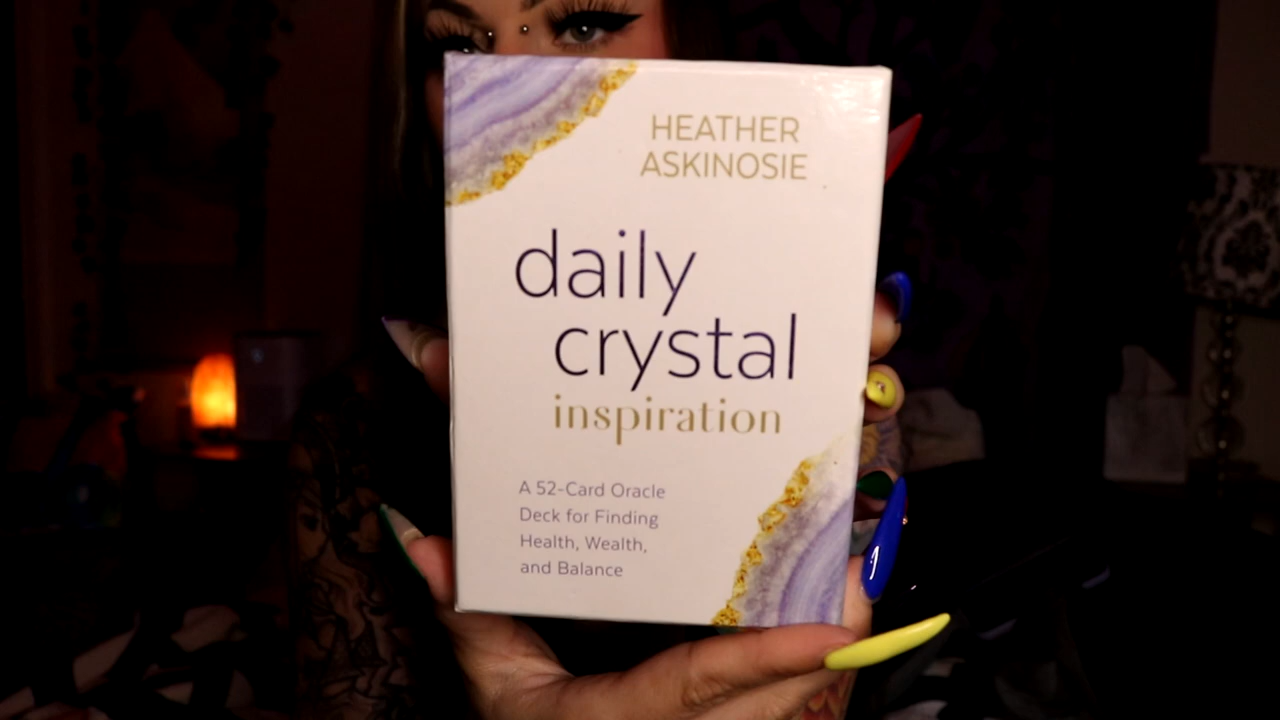 HEATHER
ASKINOSIE
daily
crystal
inspiration
A 52-Card Oracle
Deck for Finding
Health, Wealth,
and Balance